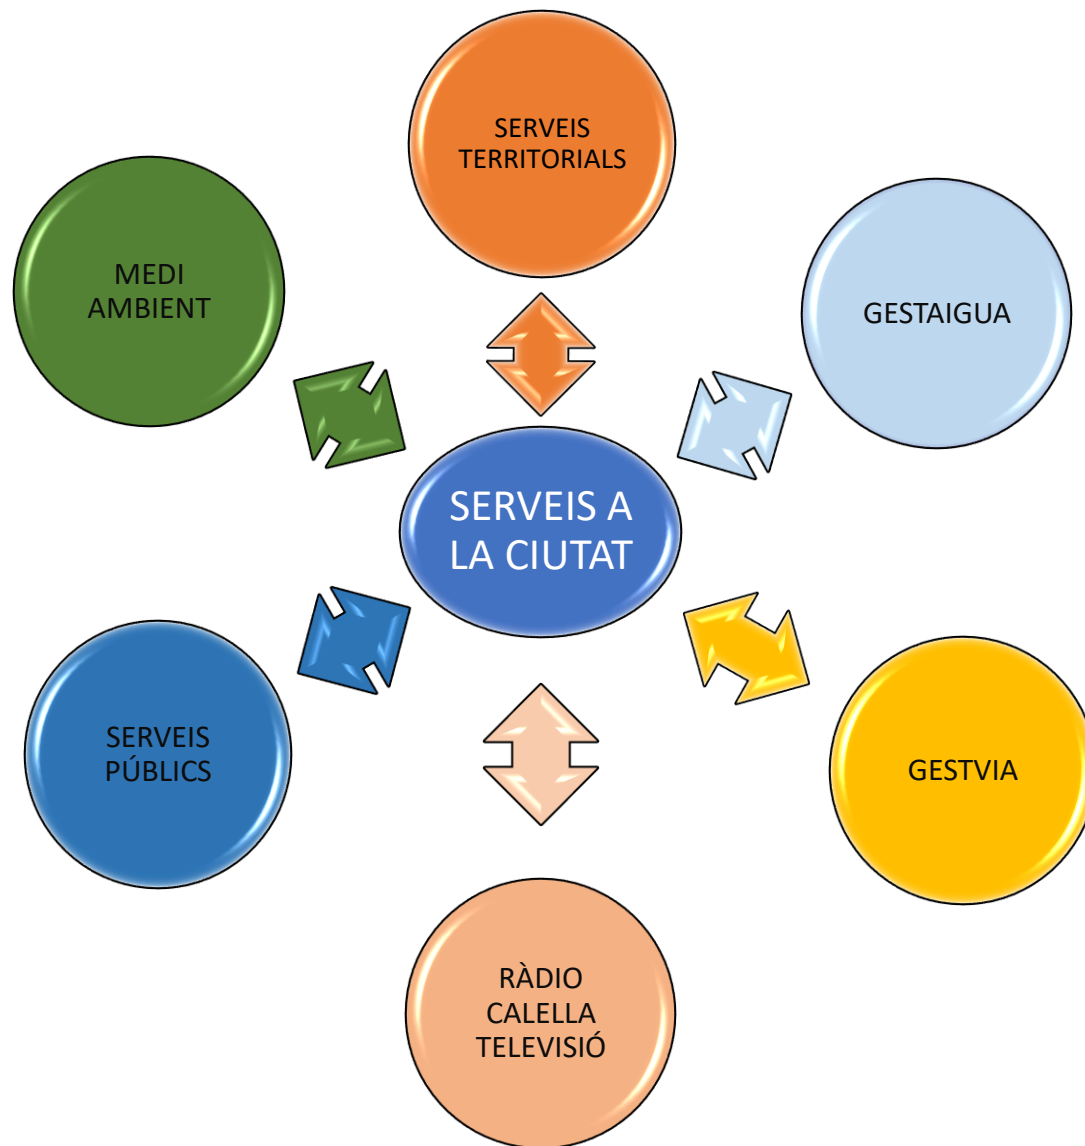 SERVEIS
TERRITORIALS
MEDI
AMBIENT
GESTAIGUA
SERVEIS A
LA CIUTAT
SERVEIS
PÚBLICS
GESTVIA
RÀDIO
CALELLA
TELEVISIÓ